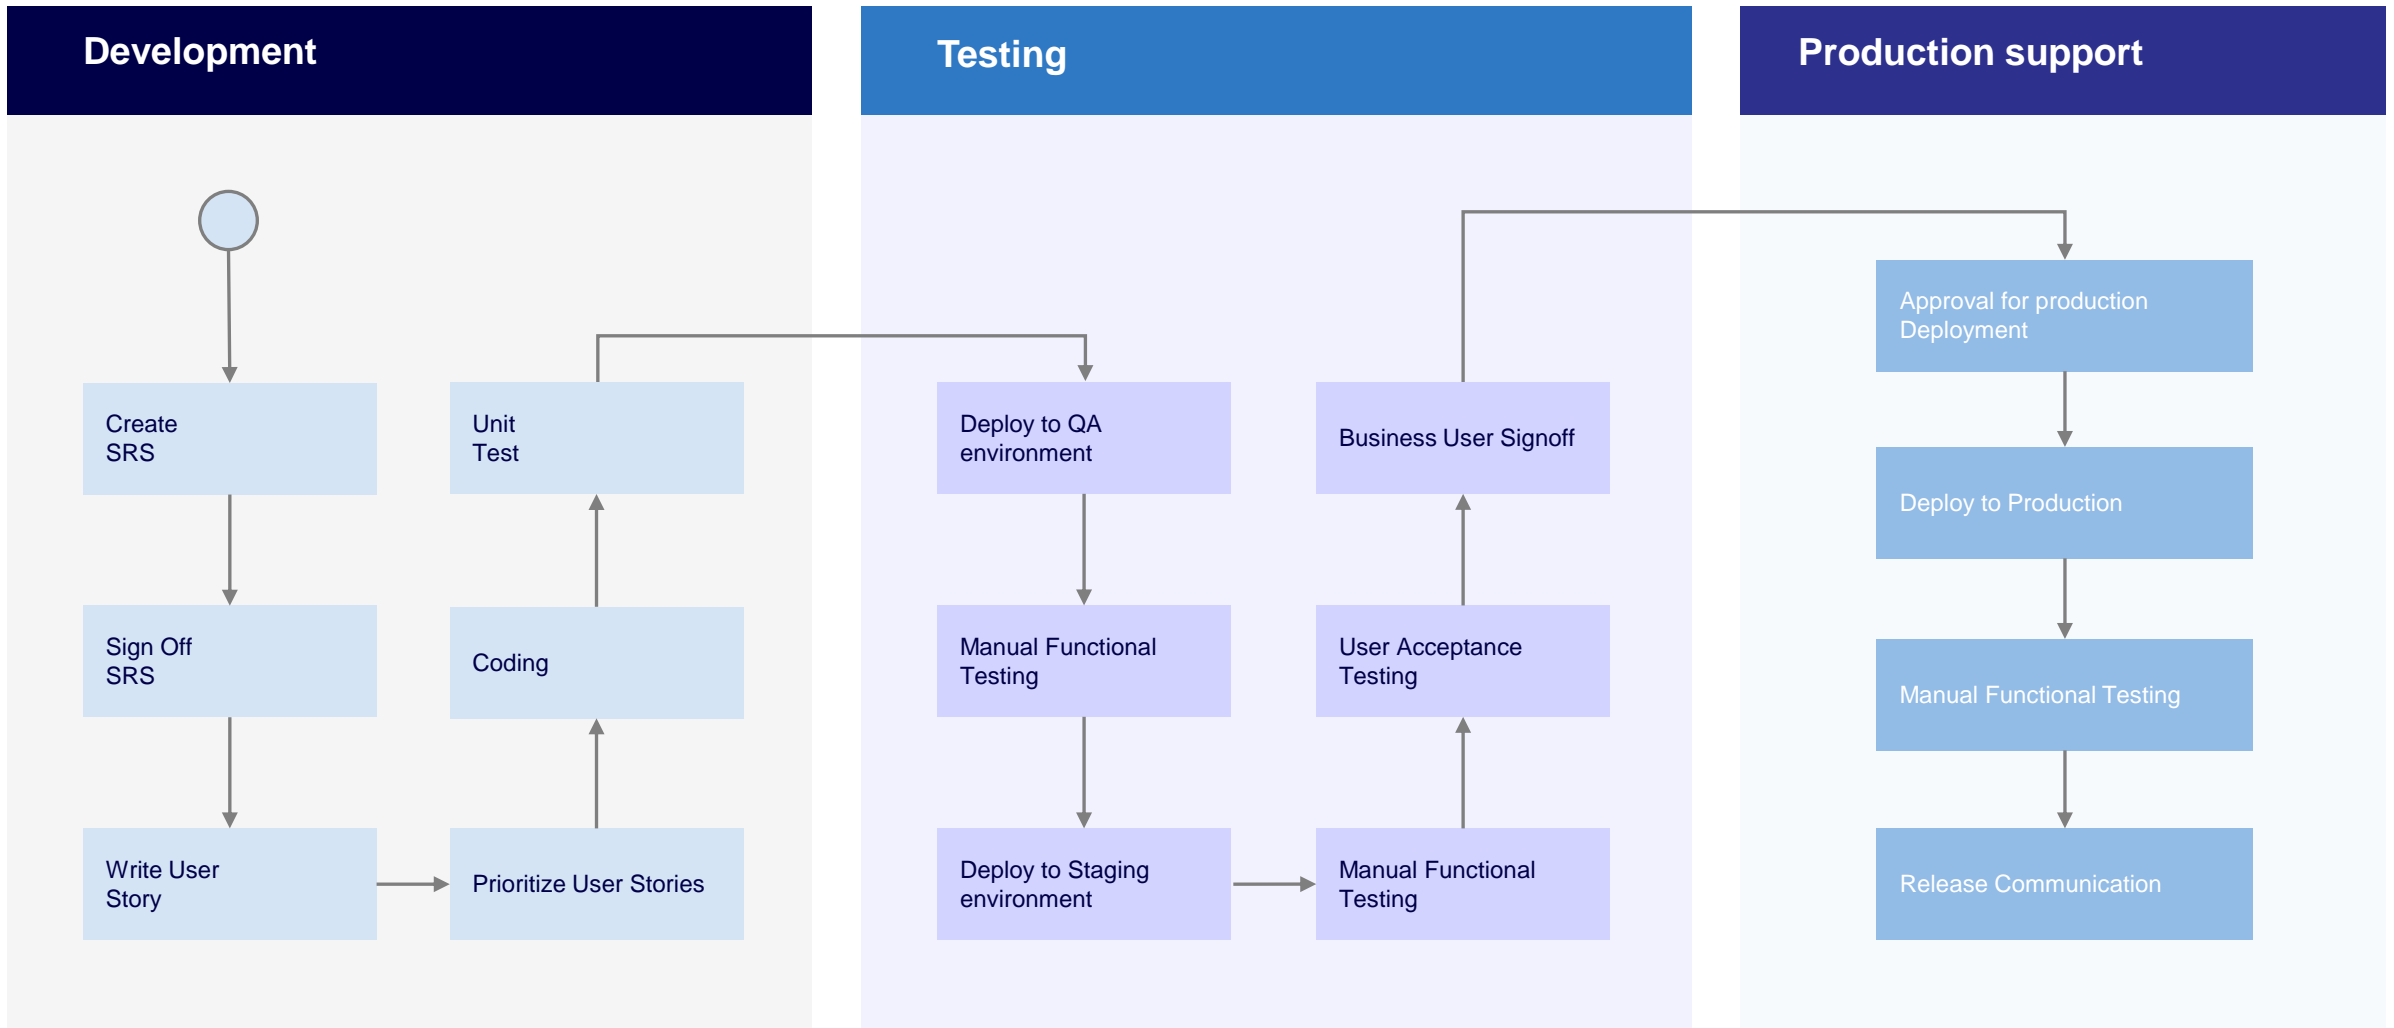 Development
Testing
Production support
Create
SRS
Sign Off
SRS
Write User
Story
Prioritize User Stories
Coding
Unit
Test
Deploy to QA
environment
Manual Functional
Testing
Deploy to Staging
environment
Manual Functional
Testing
User Acceptance
Testing
Business User Signoff
Approval for production
Deployment
Deploy to Production
Manual Functional Testing
Release Communication